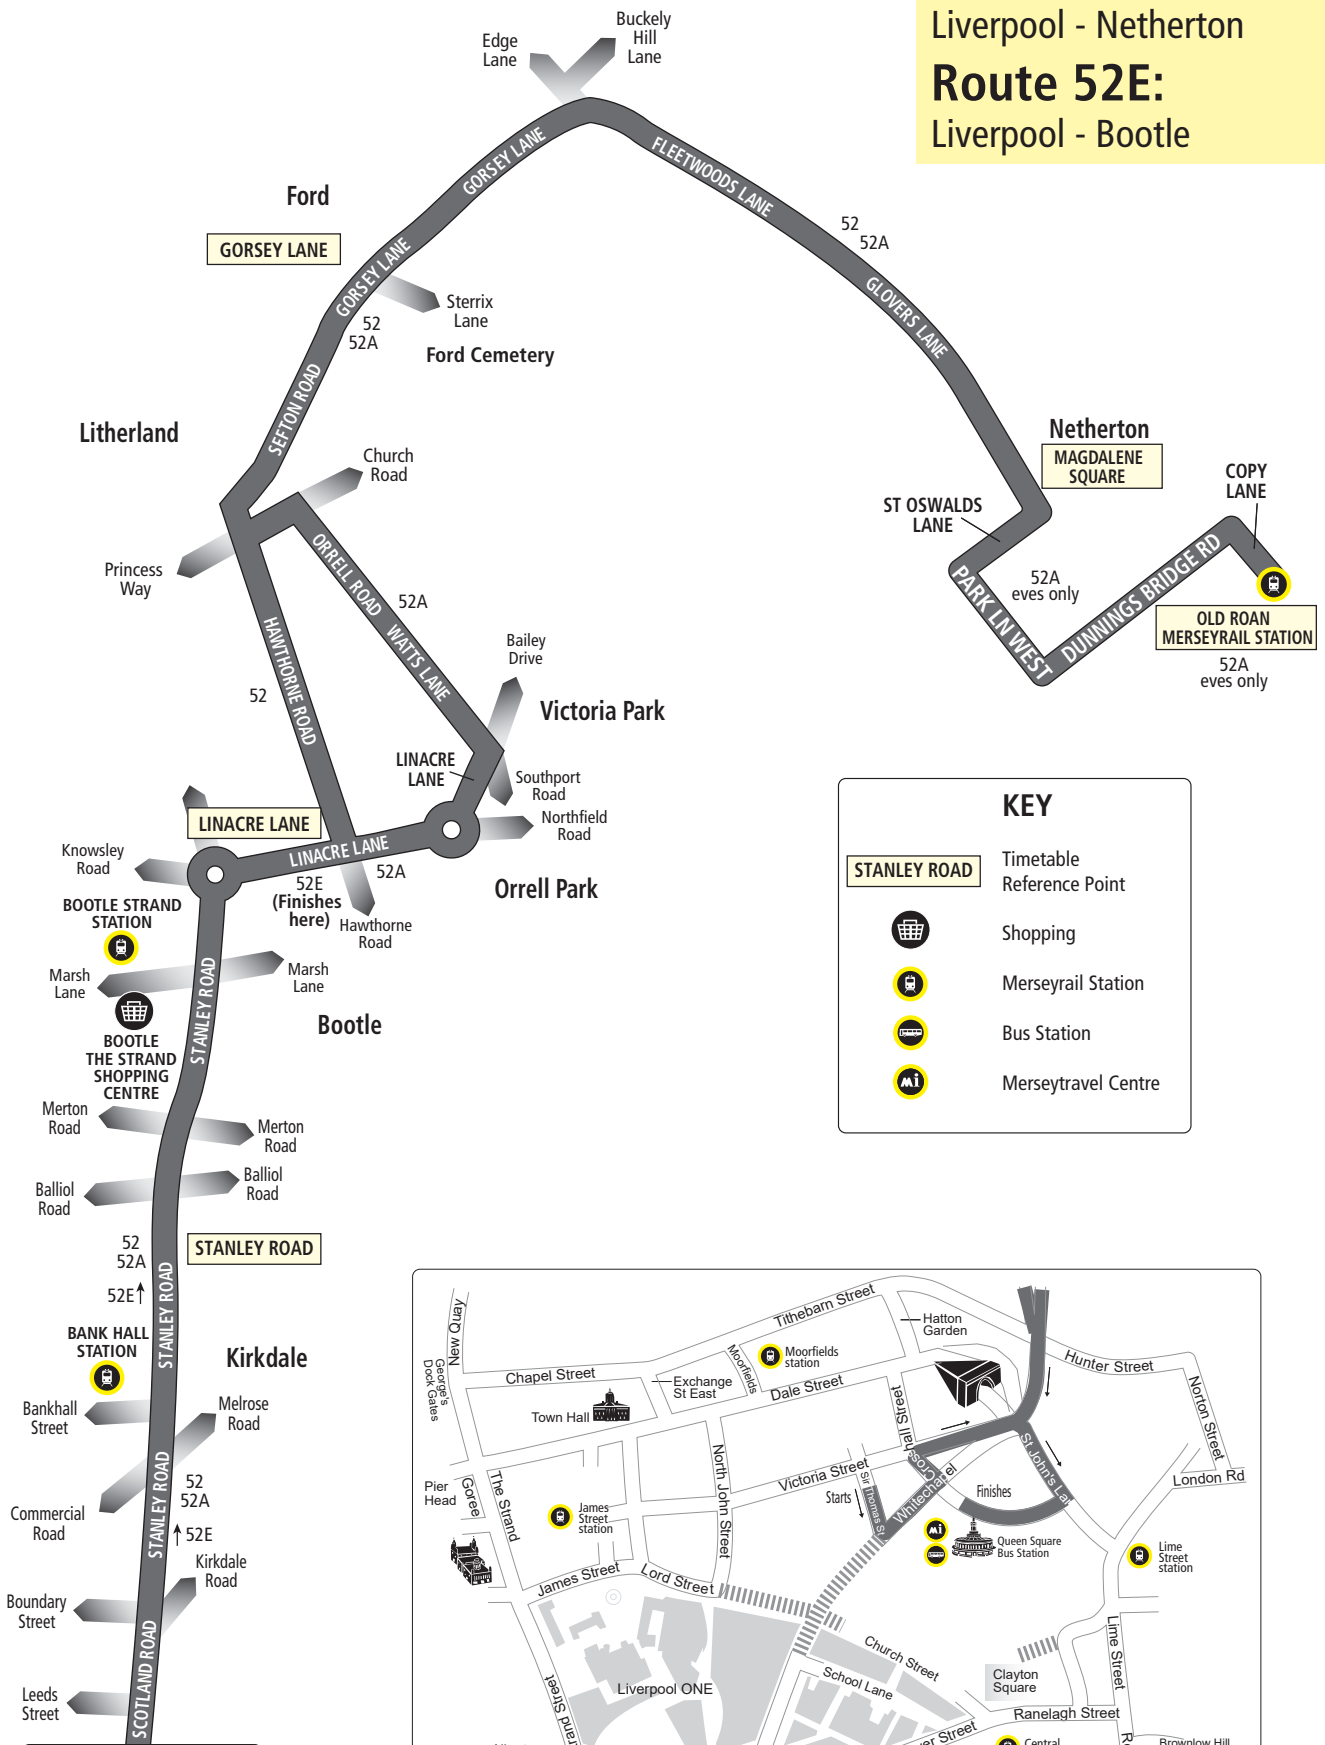 Liverpool - Netherton
Route 52E:
Liverpool - Bootle
Buckely
Hill
Lane
Edge
Lane
GORSEY LANE
FLEETWOODS LANE
Ford
GORSEY LANE
GORSEY LANE
52
52A
GLOVERS LANE
Sterrix
Lane
52
52A
Ford Cemetery
SEFTON ROAD
Litherland
Church
Road
Netherton
MAGDALENE
SQUARE
COPY
LANE
ST OSWALDS
LANE
Princess
Way
ORRELL ROAD
52A
WATTS LANE
HAWTHORNE ROAD
52
PARK LN WEST
52A
eves only
DUNNINGS BRIDGE RD
OLD ROAN
MERSEYRAIL STATION
52A
eves only
Bailey
Drive
Victoria Park
LINACRE
LANE
Southport
Road
Northfield
Road
LINACRE LANE
LINACRE LANE
Knowsley
Road
52E
(Finishes
here)
52A
Hawthorne
Road
Orrell Park
KEY
STANLEY ROAD
Timetable
Reference Point
Shopping
Merseyrail Station
Bus Station
Mi
Merseytravel Centre
BOOTLE STRAND
STATION
Marsh
Lane
Marsh
Lane
STANLEY ROAD
Bootle
BOOTLE
THE STRAND
SHOPPING
CENTRE
Merton
Road
Merton
Road
Balliol
Road
Balliol
Road
52
52A
52E
STANLEY ROAD
STANLEY ROAD
BANK HALL
STATION
Kirkdale
Bankhall
Street
Melrose
Road
Commercial
Road
STANLEY ROAD
52
52A
52E
Kirkdale
Road
Boundary
Street
SCOTLAND ROAD
Leeds
Street
New Quay
George's
Dock Gates
Chapel Street
Tithebarn Street
Hatton
Garden
Hunter Street
Moorfields
Moorfields
station
Exchange
St East
Dale Street
Town Hall
Norton Street
Crosshall Street
St John's Lane
London Rd
Victoria Street
Whitechapel
Sir Thomas St
Starts
Finishes
Pier
Head
Goree
The Strand
James
Street
station
North John Street
Mi
Queen Square
Bus Station
Lime
Street
station
James Street
Lord Street
Church Street
School Lane
Clayton
Square
Lime Street
Liverpool ONE
Ranelagh Street
Central
Brownlow Hill